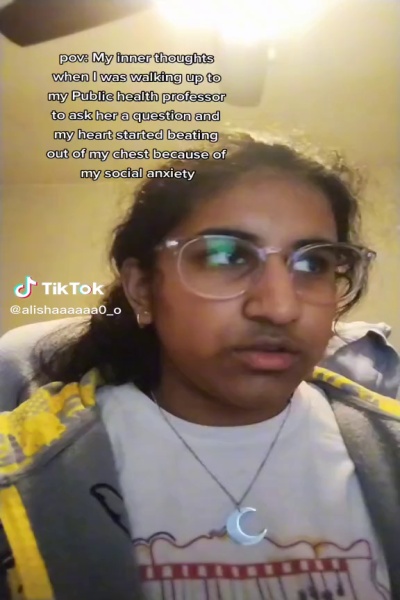 pov: My inner thoughts
when I was walking up to
my Public health professor
to ask her a question and
my heart started beating
out of my chest because of
my social anxiety
TikTok
@alishaaaaaa0_o